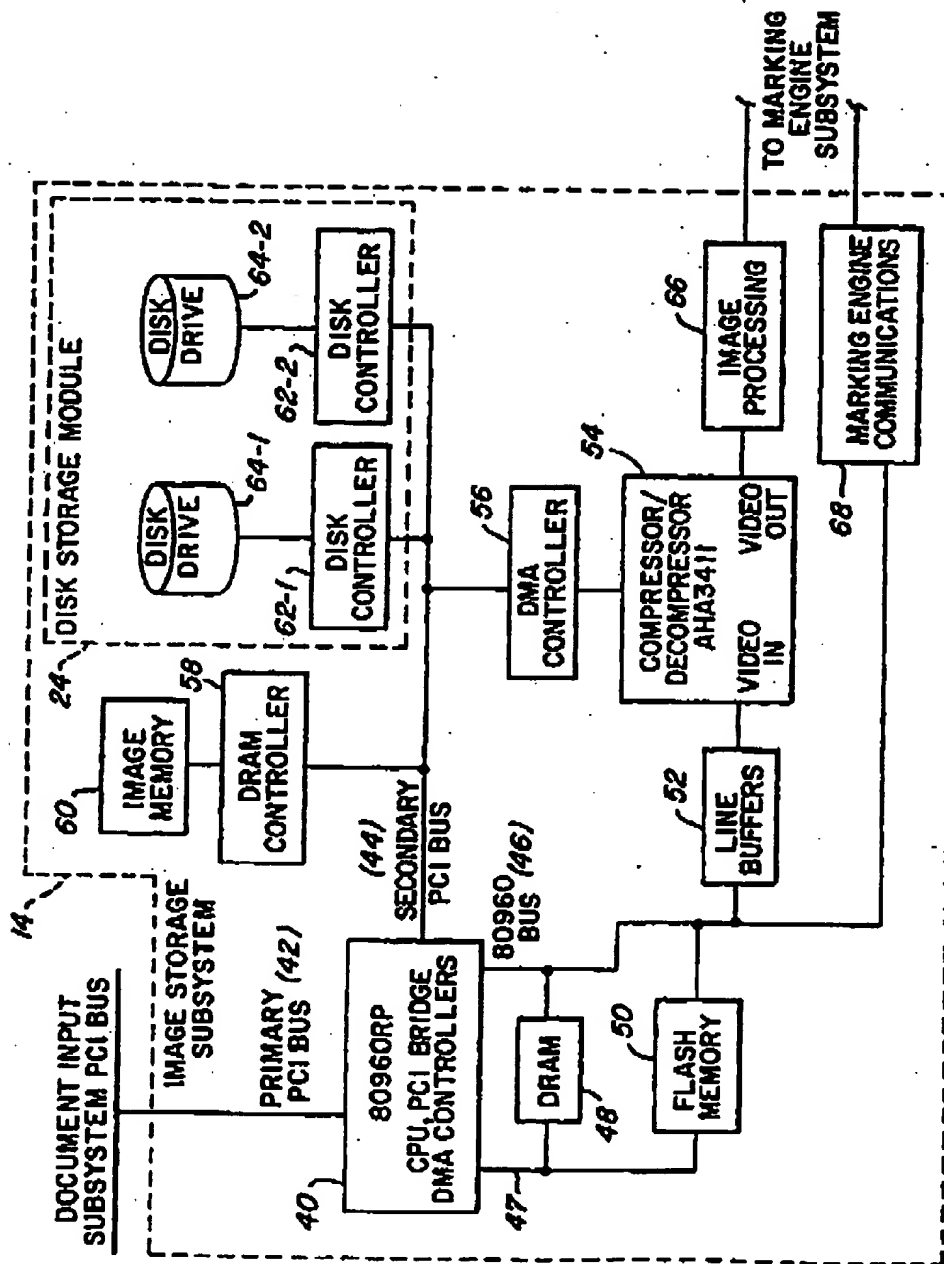 DOCUMENT INPUT
SUBSYSTEM PCI BUS
14
IMAGE STORAGE
SUBSYSTEM
PRIMARY
PCI BUS (42)
40
80960RP
CPU, PCI BRIDGE
DMA CONTROLLERS
47
(44)
SECONDARY
PCI BUS
80960
BUS (46)
DRAM
48
50
FLASH
MEMORY
60
IMAGE
MEMORY
58
DRAM
CONTROLLER
24
DISK STORAGE MODULE
DISK
DRIVE
64-1
62-1
DISK
CONTROLLER
DISK
DRIVE
64-2
62-2
DISK
CONTROLLER
56
DMA
CONTROLLER
52
LINE
BUFFERS
54
COMPRESSOR/
DECOMPRESSOR
AHA3411
VIDEO
IN
VIDEO
OUT
66
IMAGE
PROCESSING
68
MARKING ENGINE
COMMUNICATIONS
TO MARKING
ENGINE
SUBSYSTEM